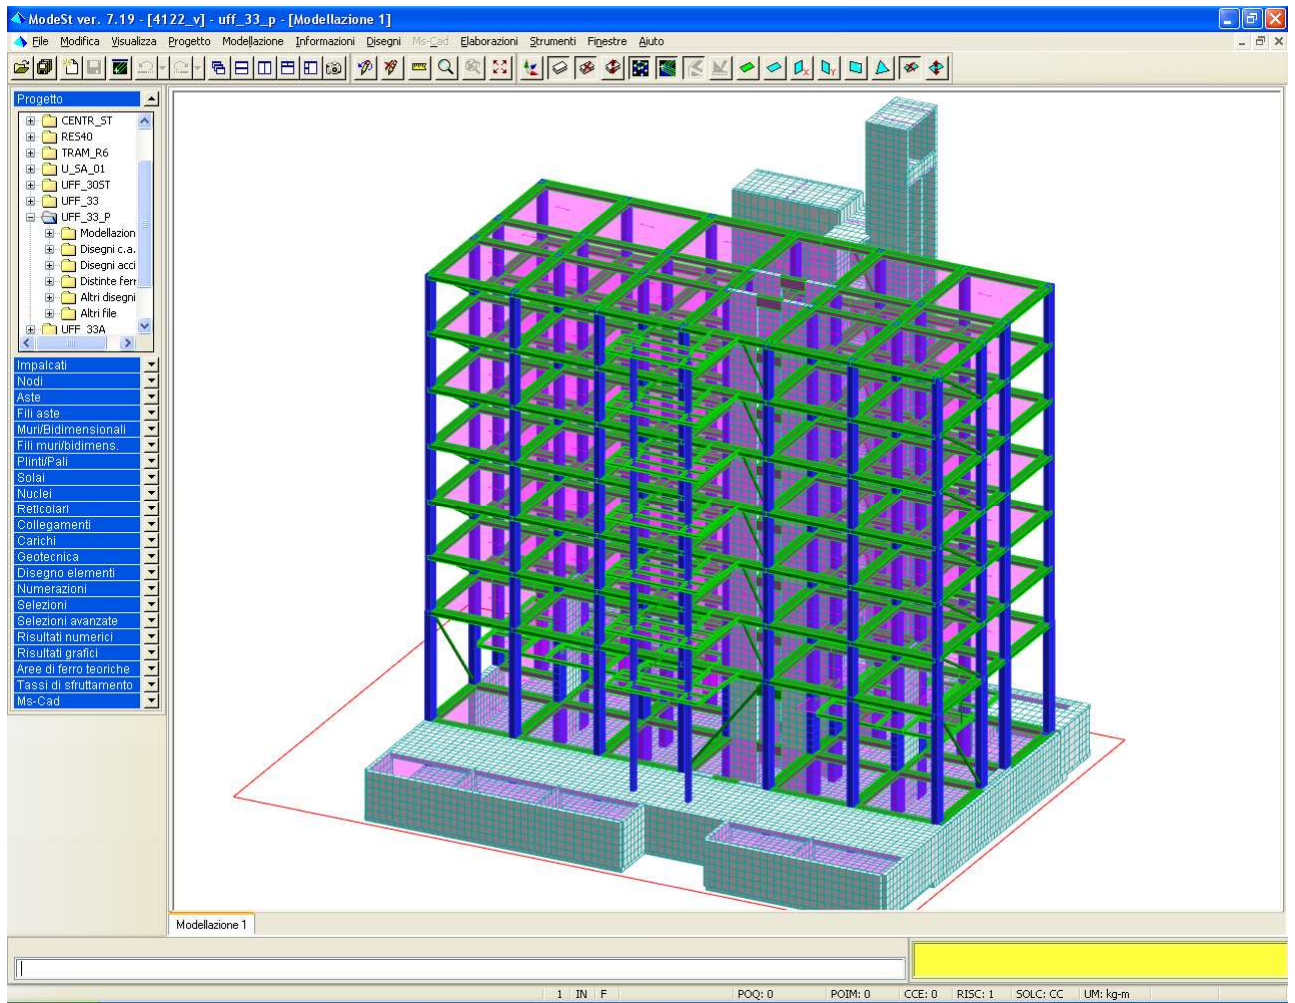 ModeSt ver. 7.19 - [4122_v] - uff_33_p - [Modellazione 1]
File Modifica Visualizza Progetto Modellazione Informazioni Disegni Ms-Cad Elaborazioni Strumenti Finestre Aiuto
Progetto
CENTR_ST
RES40
TRAM_R6
U_SA_01
UFF_30ST
UFF_33
UFF_33_P
Modellazion
Disegni c.a.
Disegni acci
Distinte ferr
Altri disegni
Altri file
UFF_33A
Impalcati
Nodi
Aste
Fili aste
Muri/Bidimensionali
Fili muri/bidimens.
Plinti/Pali
Solai
Nuclei
Reticolari
Collegamenti
Carichi
Geotecnica
Disegno elementi
Numerazioni
Selezioni
Selezioni avanzate
Risultati numerici
Risultati grafici
Aree di ferro teoriche
Tassi di sfruttamento
Ms-Cad
Modellazione 1
1 IN F POQ: 0 POIM: 0 CCE: 0 RISC: 1 SOLC: CC UM: kg-m